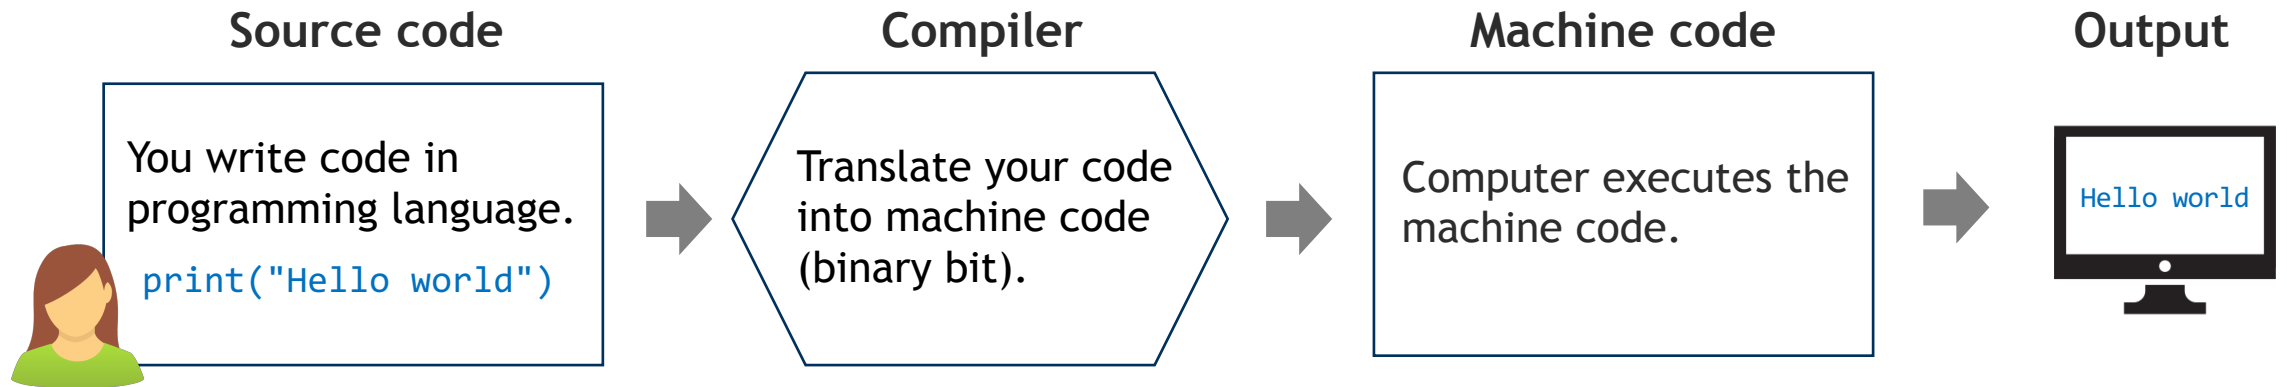 Source code
You write code in
programming language.
print("Hello world")
Compiler
Translate your code
into machine code
(binary bit).
Machine code
Computer executes the
machine code.
Output
Hello world